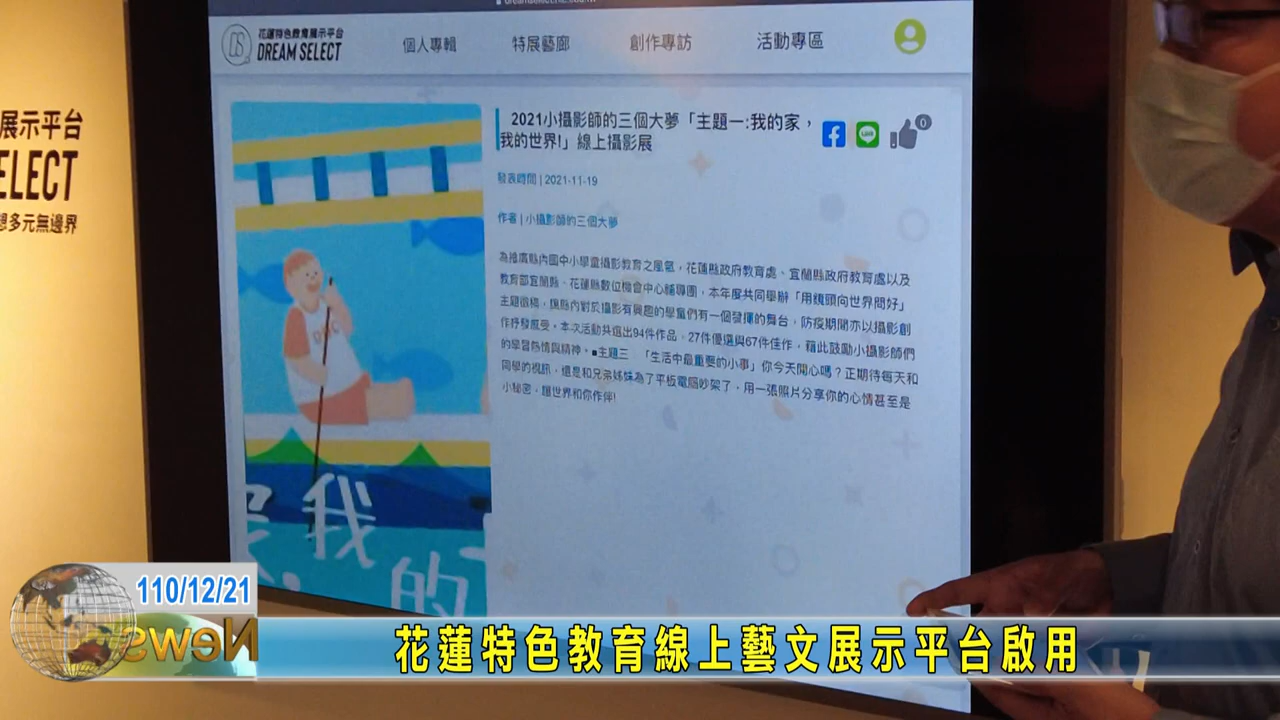 花蓮特色教育展示平台
DREAM SELECT
個人專輯
特展藝廊
創作專訪
活動專區
展示平台
ELECT
想多元無邊界
2021小攝影師的三個大夢「主題一:我的家，
我的世界!」線上攝影展
0
發表時間 | 2021-11-19
作者 | 小攝影師的三個大夢
為推廣縣內國中小學童攝影教育之風氣，花蓮縣政府教育處、宜蘭縣政府教育處以及
教育部宜蘭縣、花蓮縣數位機會中心輔導團，本年度共同舉辦「用鏡頭向世界問好」
主題徵稿，讓縣內對於攝影有興趣的學童們有一個發揮的舞台，防疫期間亦以攝影創
作抒發感受。本次活動共選出94件作品，27件優選與67件佳作，藉此鼓勵小攝影師們
的學習熱情與精神。■主題三 「生活中最重要的小事」你今天開心嗎？正期待每天和
同學的視訊，還是和兄弟姊妹為了平板電腦吵架了，用一張照片分享你的心情甚至是
小秘密，讓世界和你作伴!
家我
的
110/12/21
News
花蓮特色教育線上藝文展示平台啟用